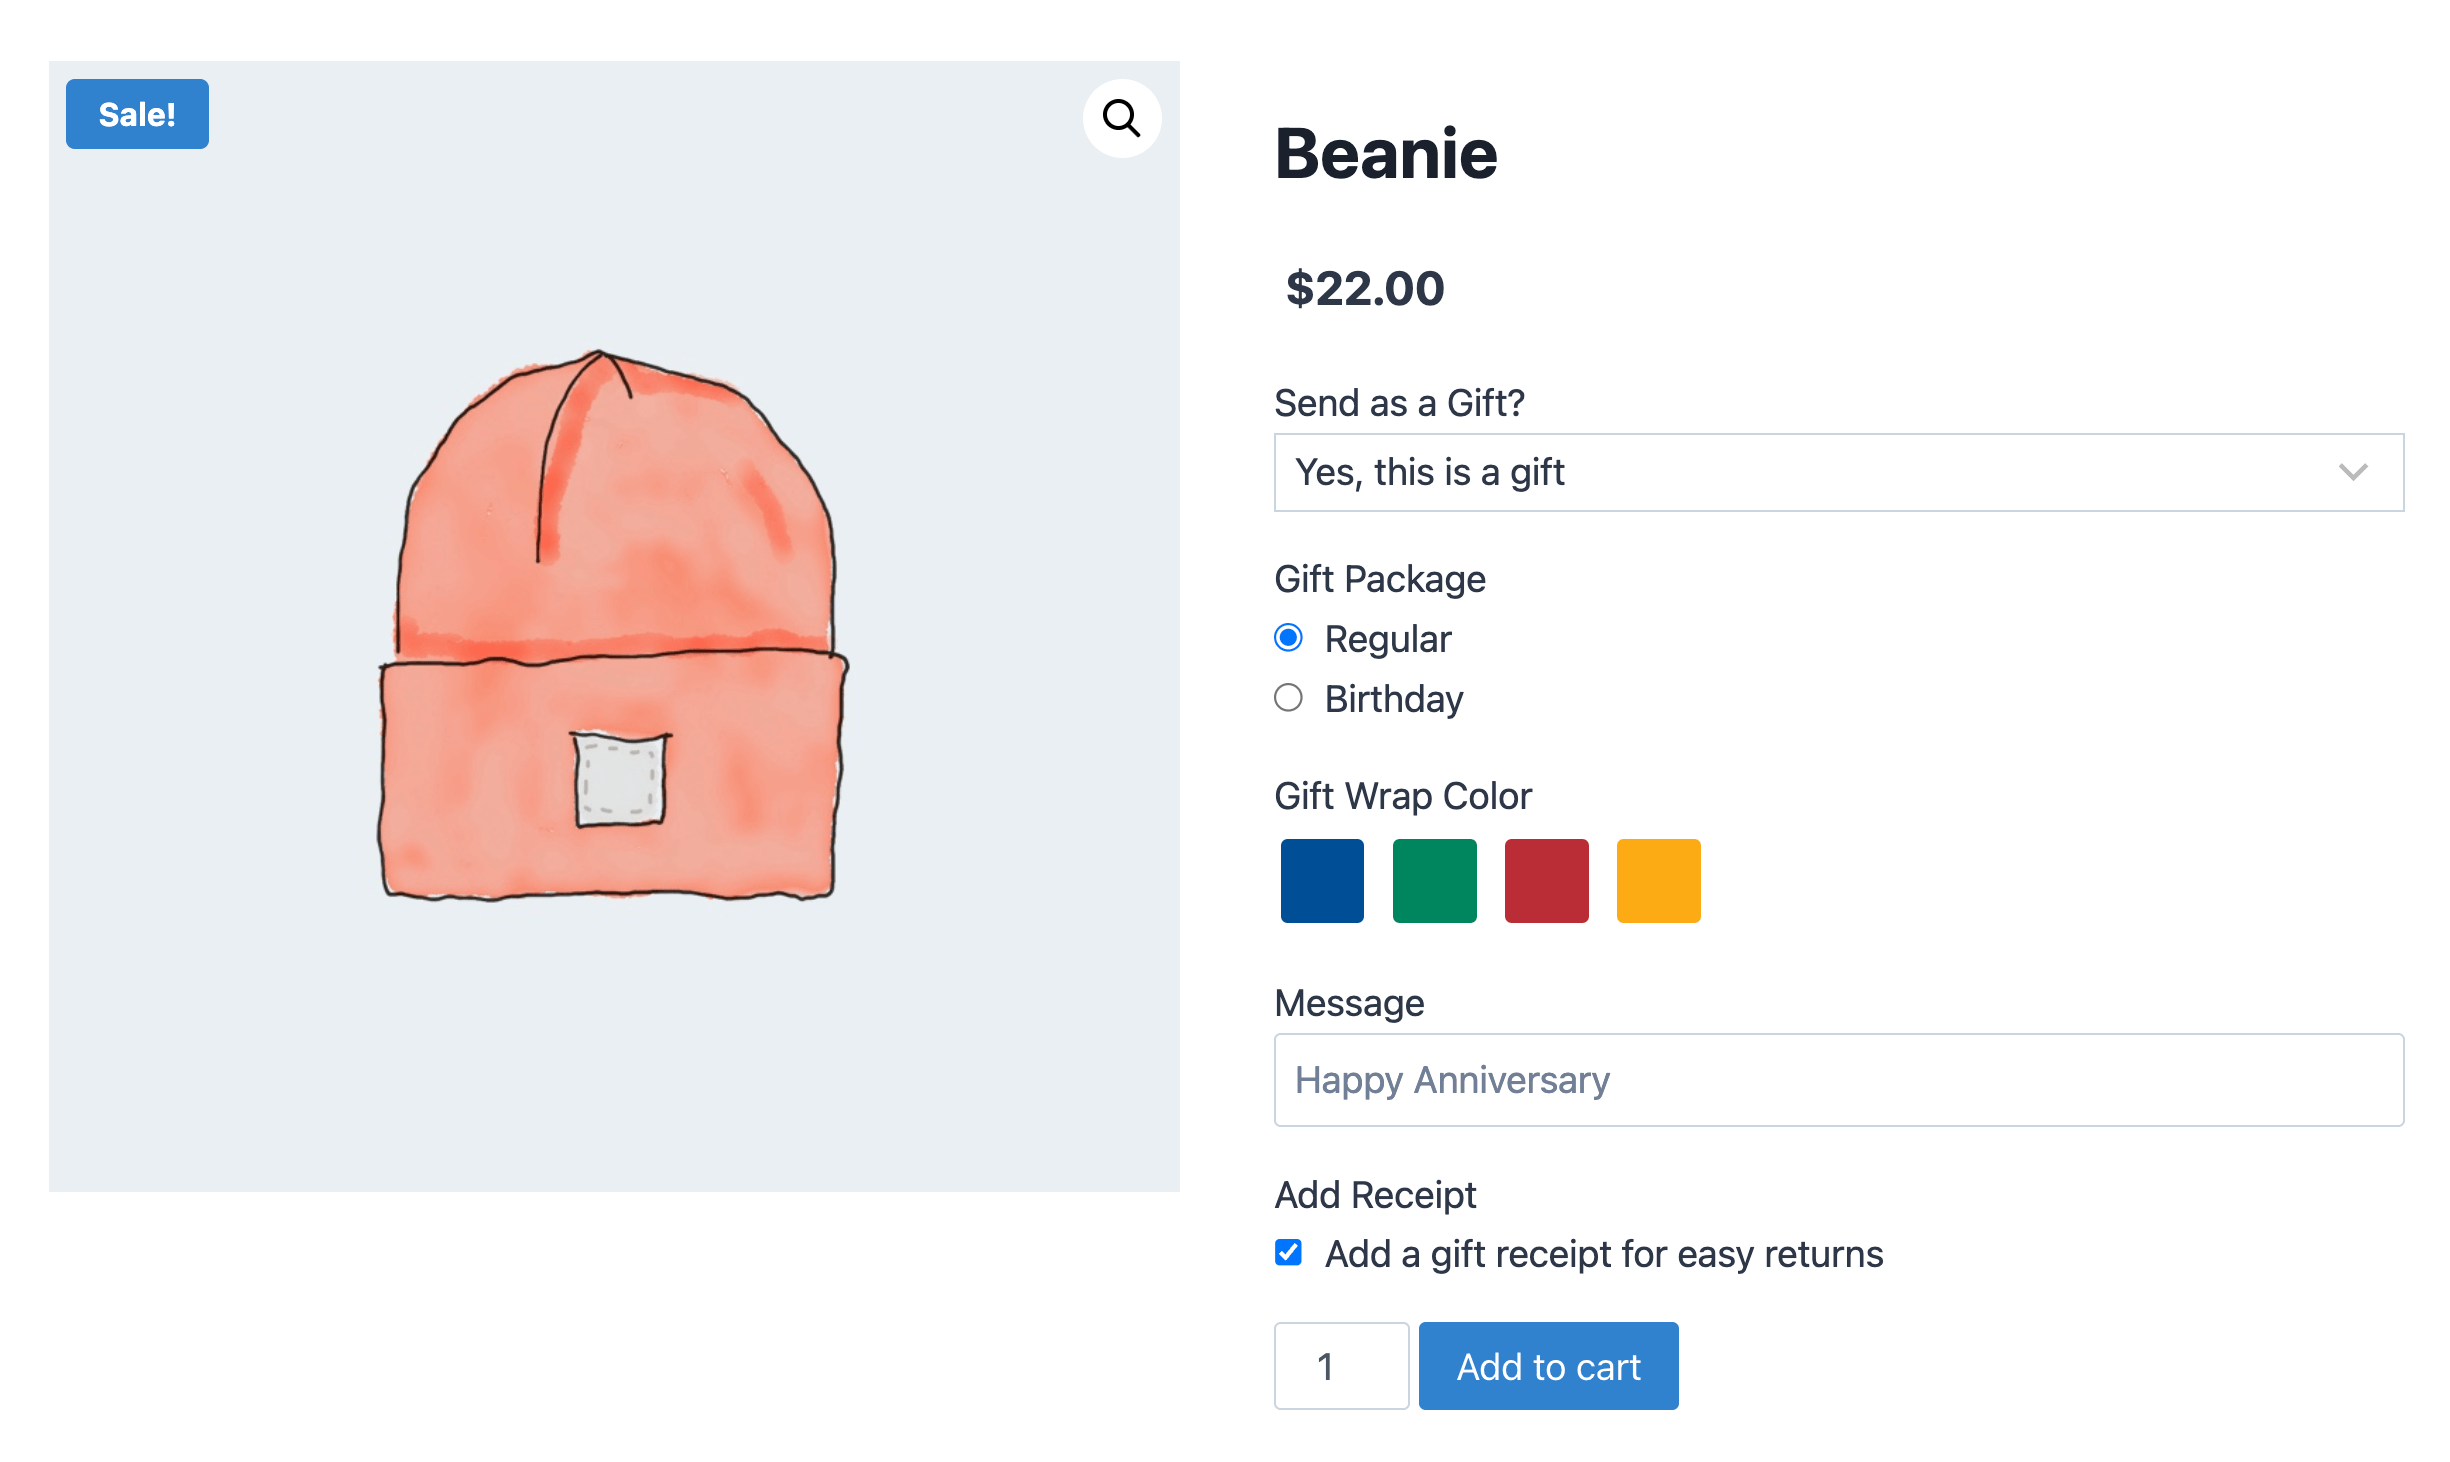 Sale!
Beanie
$22.00
Send as a Gift?
Yes, this is a gift
Gift Package
Regular
Birthday
Gift Wrap Color
Message
Happy Anniversary
Add Receipt
Add a gift receipt for easy returns
1
Add to cart